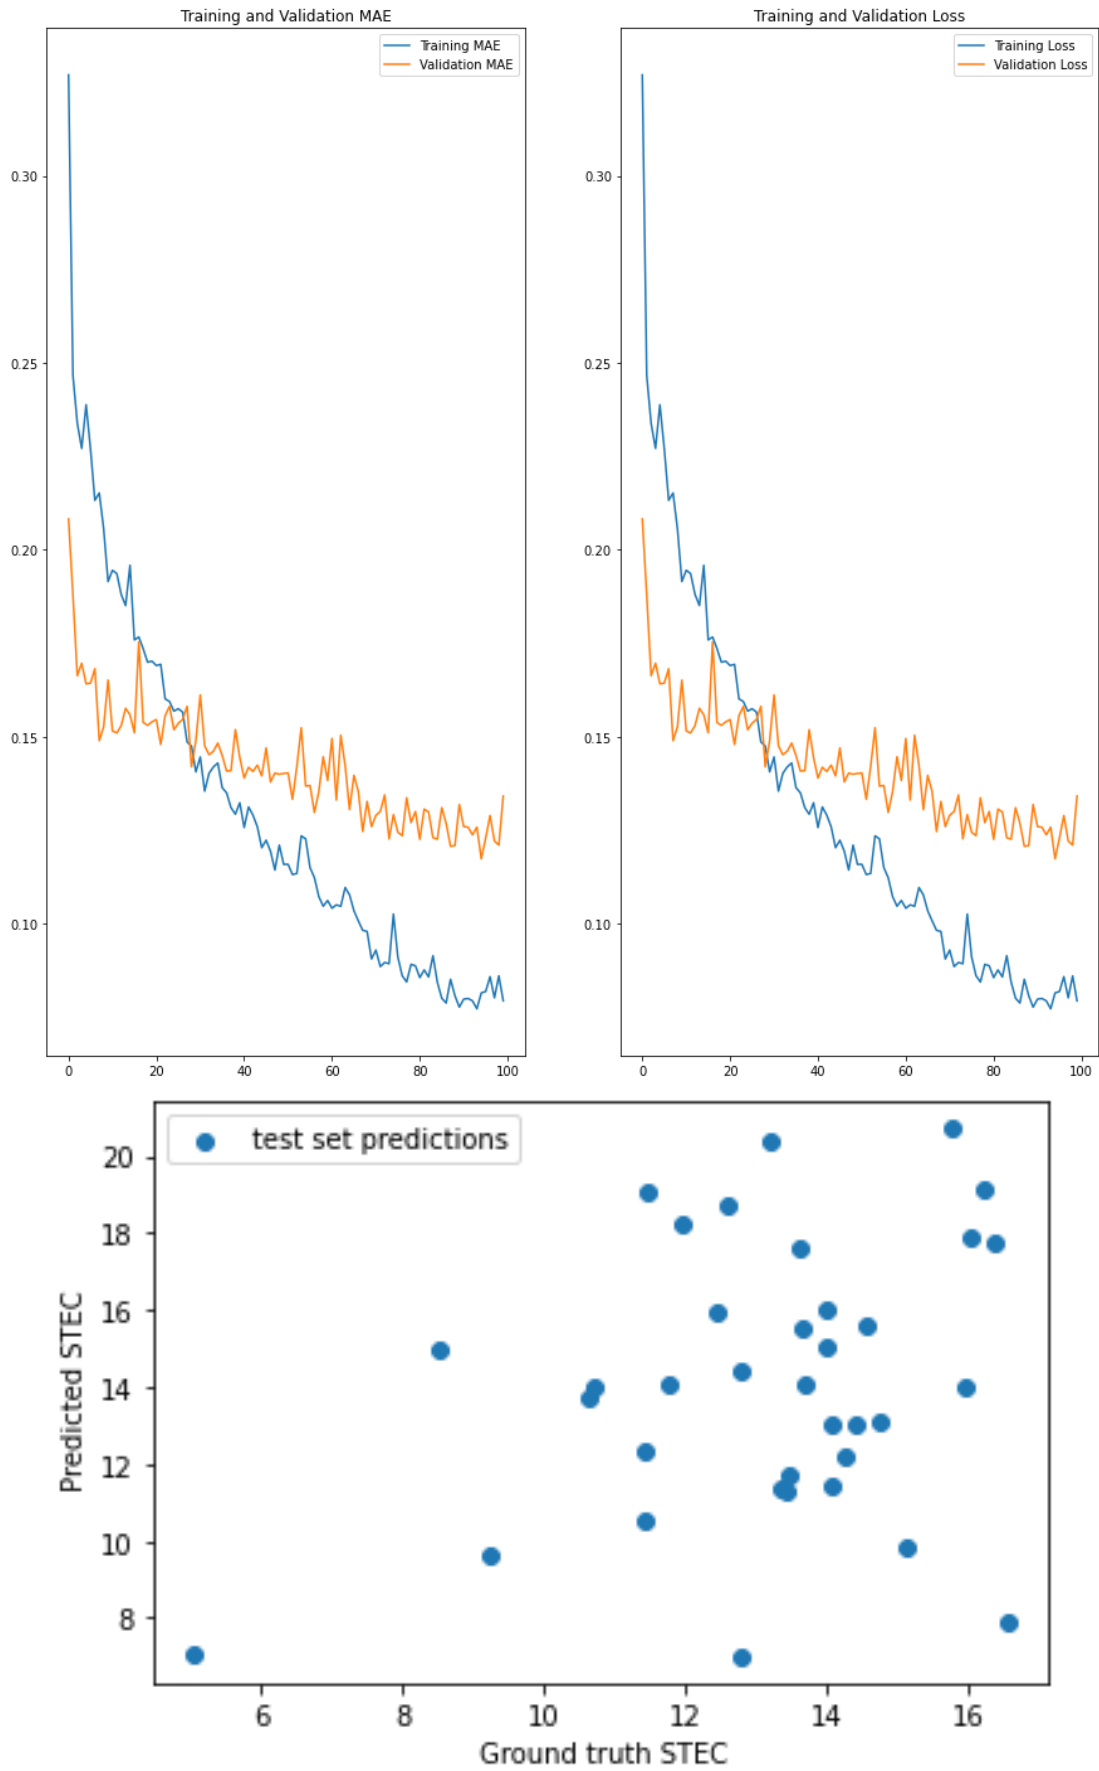 Training and Validation MAE
Training MAE
Validation MAE
0.30
0.25
0.20
0.15
0.10
0 20 40 60 80 100
Training and Validation Loss
Training Loss
Validation Loss
0.30
0.25
0.20
0.15
0.10
0 20 40 60 80 100
test set predictions
Predicted STEC
20
18
16
14
12
10
8
6 8 10 12 14 16
Ground truth STEC